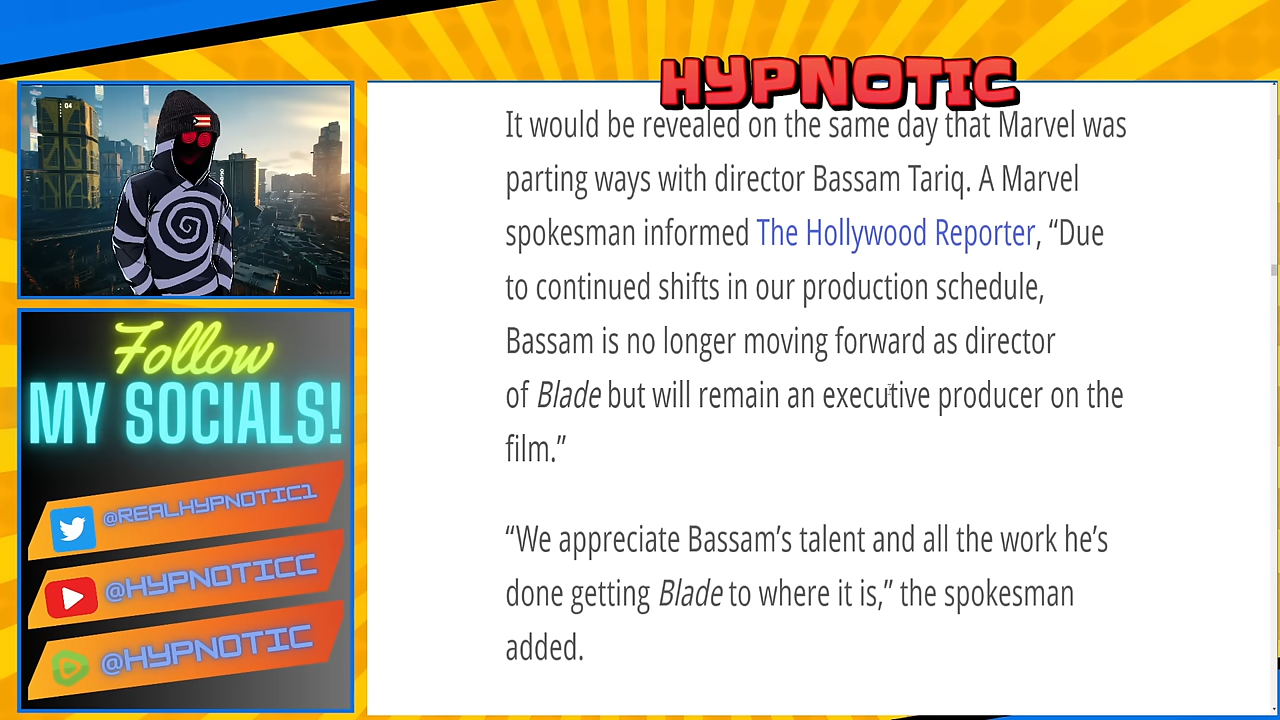 HYPNOTIC
04
It would be revealed on the same day that Marvel was
parting ways with director Bassam Tariq. A Marvel
spokesman informed The Hollywood Reporter, “Due
to continued shifts in our production schedule,
Bassam is no longer moving forward as director
of Blade but will remain an executive producer on the
film.”
“We appreciate Bassam’s talent and all the work he’s
done getting Blade to where it is,” the spokesman
added.
Follow
MY SOCIALS!
@REALHYPNOTIC1
@HYPNOTICC
@HYPNOTIC